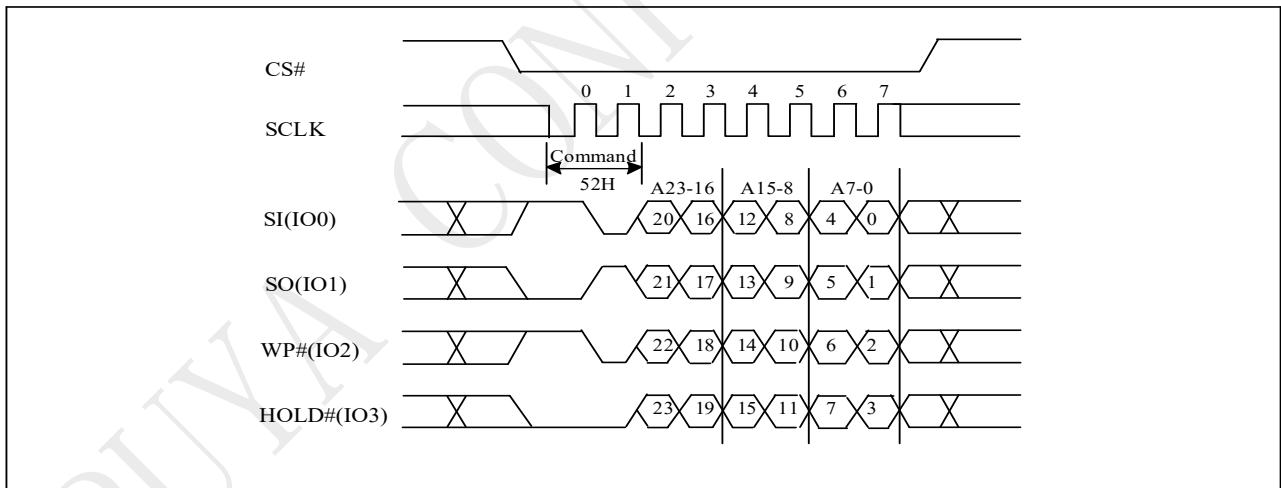 CS#
0 1 2 3 4 5 6 7
SCLK
Command
52H
A23-16 A15-8 A7-0
SI(IO0) 20 16 12 8 4 0
SO(IO1) 21 17 13 9 5 1
WP#(IO2) 22 18 14 10 6 2
HOLD#(IO3) 23 19 15 11 7 3
PUYA CONF